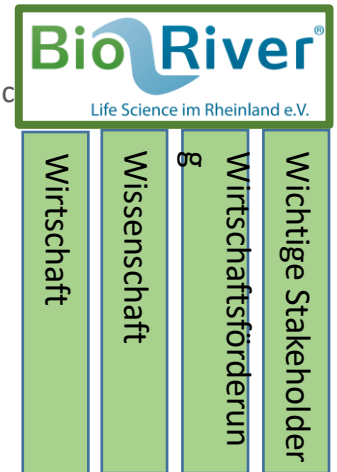 BioRiver®
Life Science im Rheinland e.V.
c
Wirtschaft
Wissenschaft
Wirtschaftsförderun
g
Wichtige Stakeholder